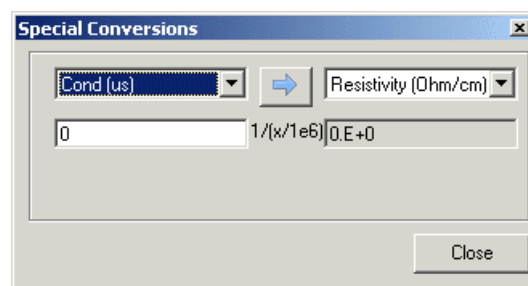 Special Conversions
Cond (us) Resistivity (Ohm/cm)
0 1/(x/1e6) 0.E+0
Close